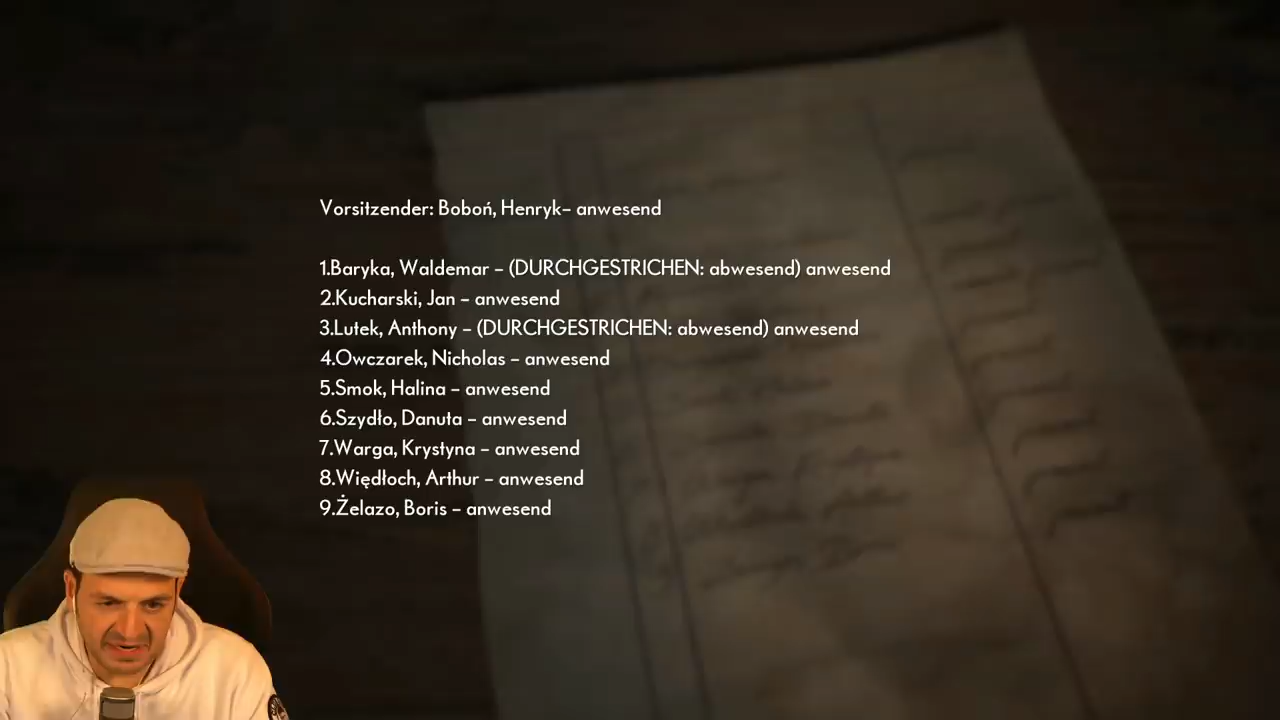 Vorsitzender: Boboń, Henryk– anwesend
1.Baryka, Waldemar – (DURCHGESTRICHEN: abwesend) anwesend
2.Kucharski, Jan – anwesend
3.Lutek, Anthony – (DURCHGESTRICHEN: abwesend) anwesend
4.Owczarek, Nicholas – anwesend
5.Smok, Halina – anwesend
6.Szydło, Danuta – anwesend
7.Warga, Krystyna – anwesend
8.Więdłoch, Arthur – anwesend
9.Żelazo, Boris – anwesend